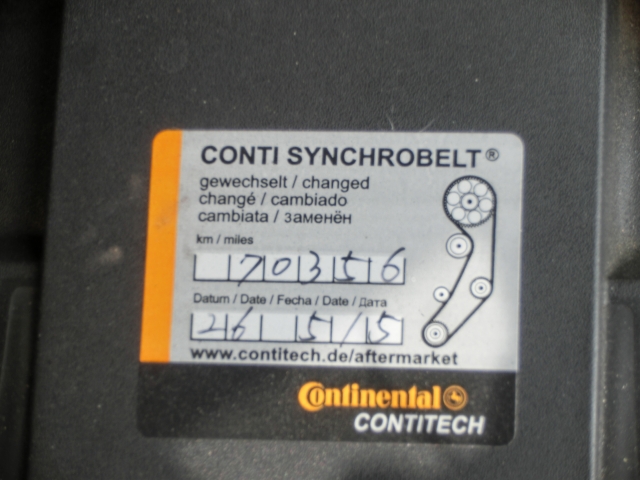 CONTI SYNCHROBELT®
gewechselt / changed
changé / cambiado
cambiata / заменён
km / miles
70356
Datum / Date / Fecha / Date / Дата
26 5/15
www.contitech.de/aftermarket
Continental
CONTITECH